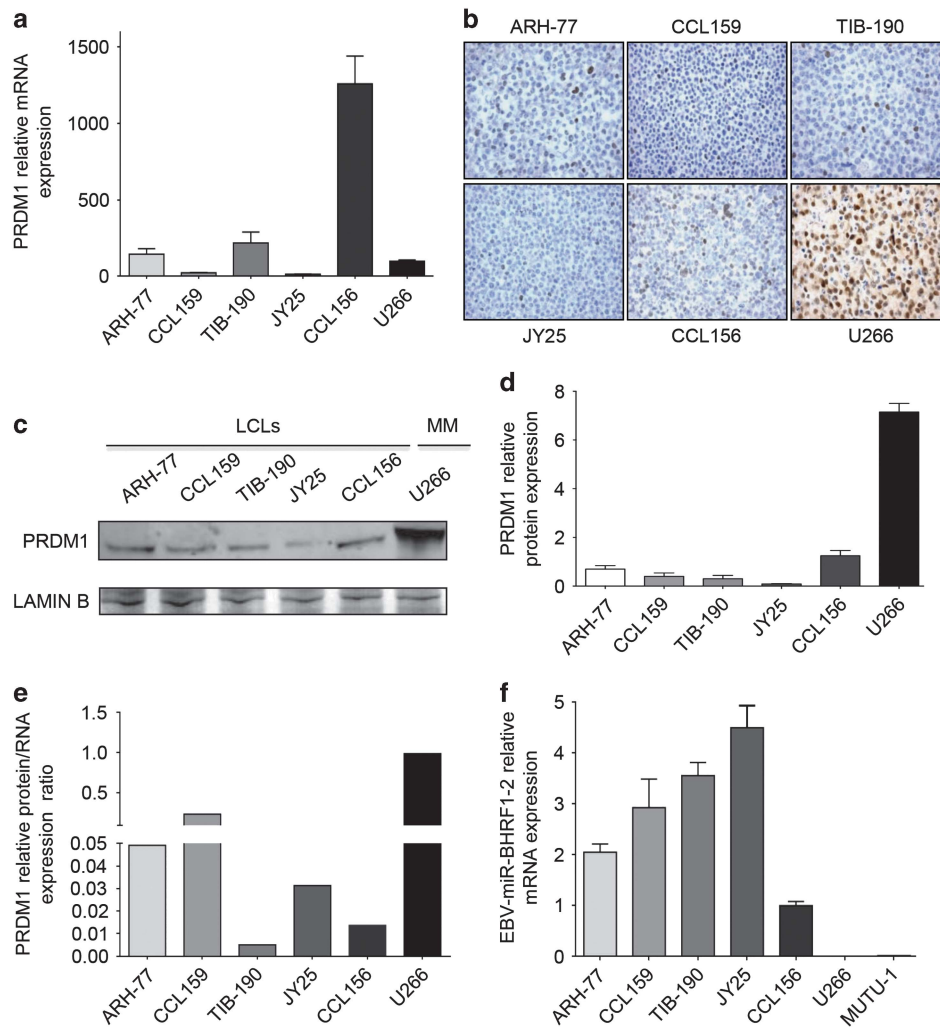 a
PRDM1 relative mRNA
expression
1500
1000
500
0
ARH-77
CCL159
TIB-190
JY25
CCL156
U266
b
ARH-77 CCL159 TIB-190
JY25 CCL156 U266
c
LCLs MM
ARH-77
CCL159
TIB-190
JY25
CCL156
U266
PRDM1
LAMIN B
d
PRDM1 relative
protein expression
8
6
4
2
0
ARH-77
CCL159
TIB-190
JY25
CCL156
U266
e
PRDM1 relative protein/RNA
expression ratio
1.5
1.0
0.5
0.05
0.04
0.03
0.02
0.01
0.00
ARH-77
CCL159
TIB-190
JY25
CCL156
U266
f
EBV-miR-BHRF1-2 relative
mRNA expression
5
4
3
2
1
0
ARH-77
CCL159
TIB-190
JY25
CCL156
U266
MUTU-1